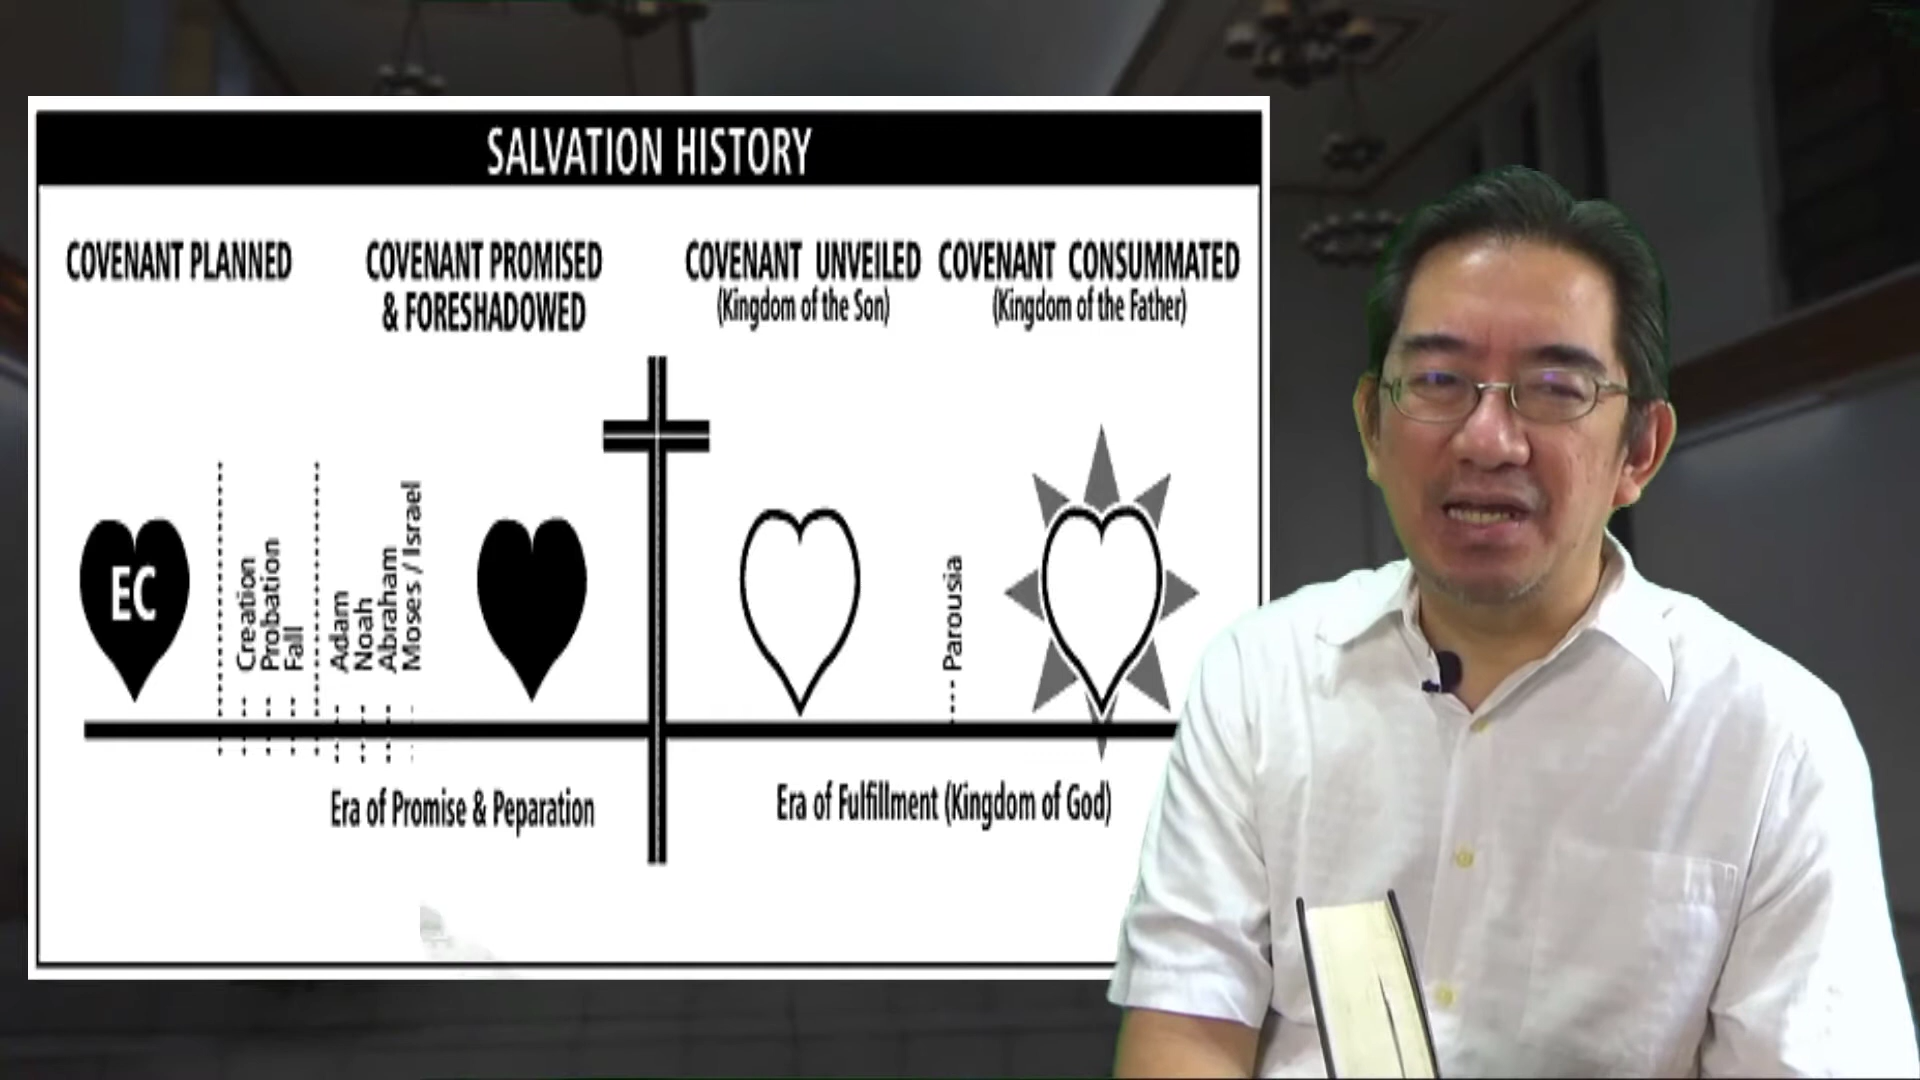 SALVATION HISTORY
COVENANT PLANNED
COVENANT PROMISED
& FORESHADOWED
COVENANT UNVEILED
(Kingdom of the Son)
COVENANT CONSUMMATED
(Kingdom of the Father)
EC
Creation
Probation
Fall
Adam
Noah
Abraham
Moses / Israel
Parousia
Era of Promise & Peparation
Era of Fulfillment (Kingdom of God)